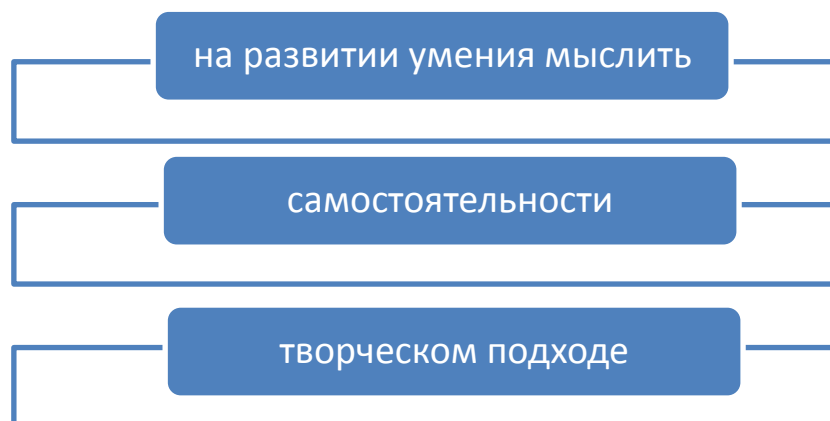 на развитии умения мыслить
самостоятельности
творческом подходе